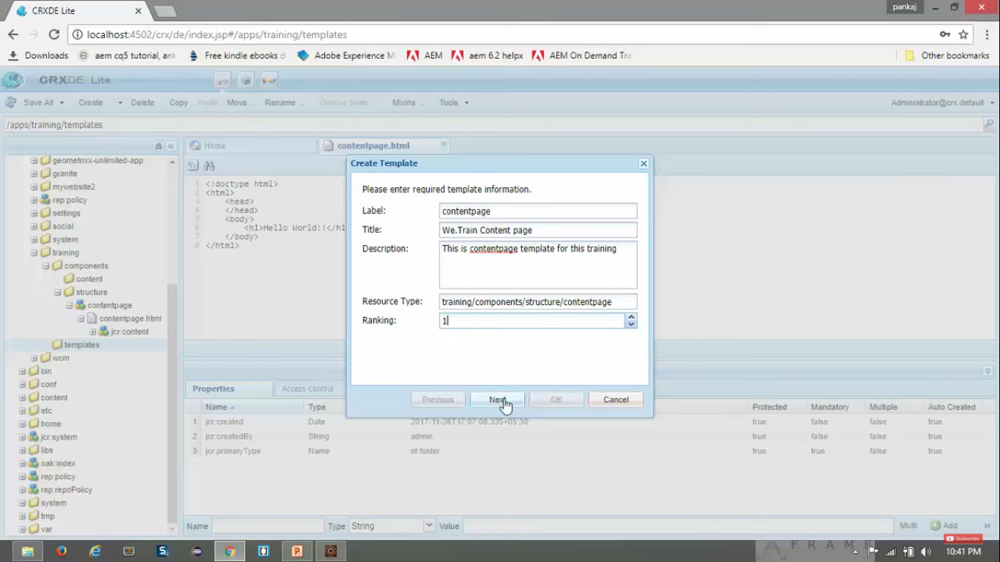 CRXDE Lite
pankaj
localhost:4502/crx/de/index.jsp#/apps/training/templates
Downloads aem cq5 tutorial, ank Free kindle ebooks d Adobe Experience M AEM aem 6.2 helpx AEM On Demand Tra Other bookmarks
CRXDE Lite
Save All Create ... Delete Copy Paste Move... Rename ... Overlay Node... Mixins ... Tools Administrator@crx.default
/apps/training/templates
Home contentpage.html
geometrixx-unlimited-app
granite
mywebsite2
rep:policy
settings
social
system
training
components
content
structure
contentpage
contentpage.html
jcr:content
templates
wcm
bin
conf
content
etc
home
jcr:system
libs
oak:index
rep:policy
rep:repoPolicy
system
tmp
var
1 <!doctype html>
2 <html>
3 <head>
4 </head>
5 <body>
6 <h1>Hello World!!</h1
7 </body>
8 </html>
Create Template
Please enter required template information.
Label: contentpage
Title: We.Train Content page
Description: This is contentpage template for this training
Resource Type: training/components/structure/contentpage
Ranking: 1
Previous Next OK Cancel
Properties Access Control
Name Type Protected Mandatory Multiple Auto Created
1 jcr:created Date 2017-11-26T17:07:08.335+05:30 true false false true
2 jcr:createdBy String admin true false false true
3 jcr:primaryType Name nt:folder true true false true
Name Type String Value Multi Add
Subscribe
A FRAME
10:41 PM